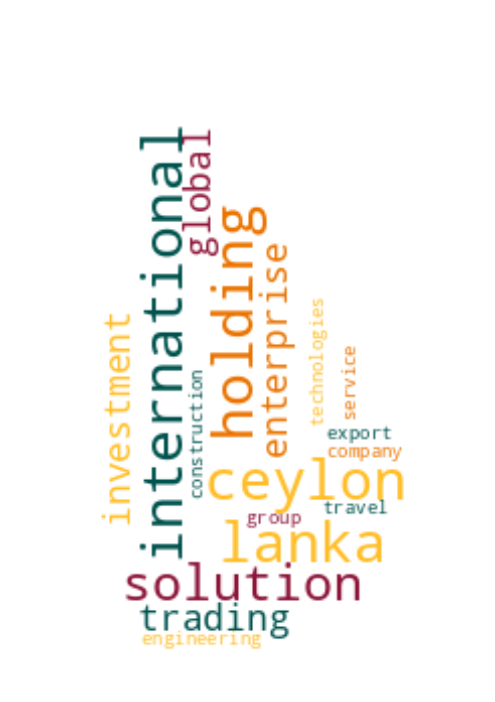 international
global
holding
enterprise
investment
construction
technologies
service
export
company
ceylon
travel
group
lanka
solution
trading
engineering